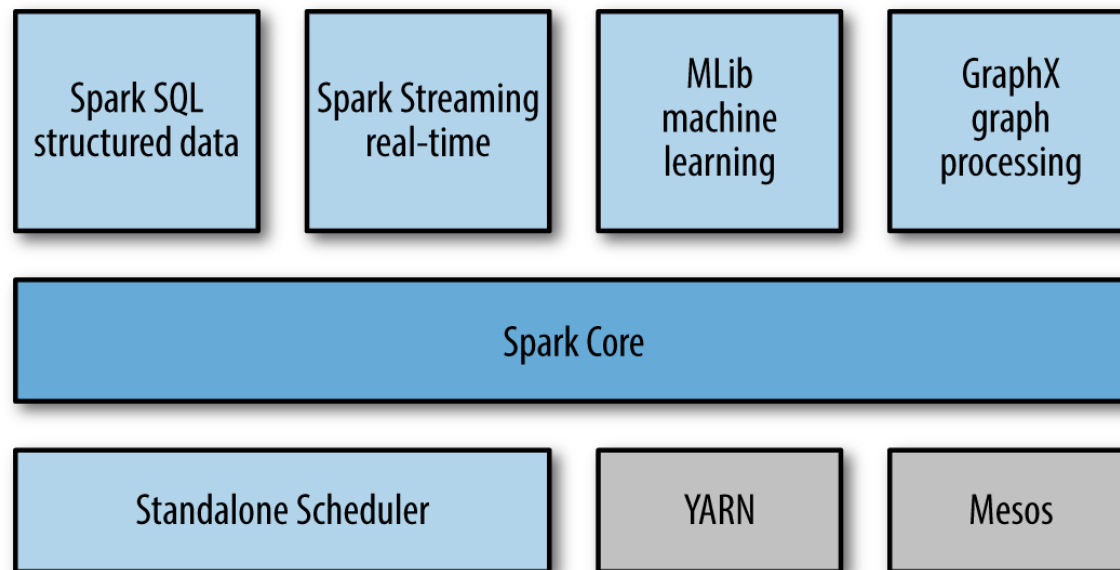 Spark SQL
structured data
Spark Streaming
real-time
MLib
machine
learning
GraphX
graph
processing
Spark Core
Standalone Scheduler
YARN
Mesos